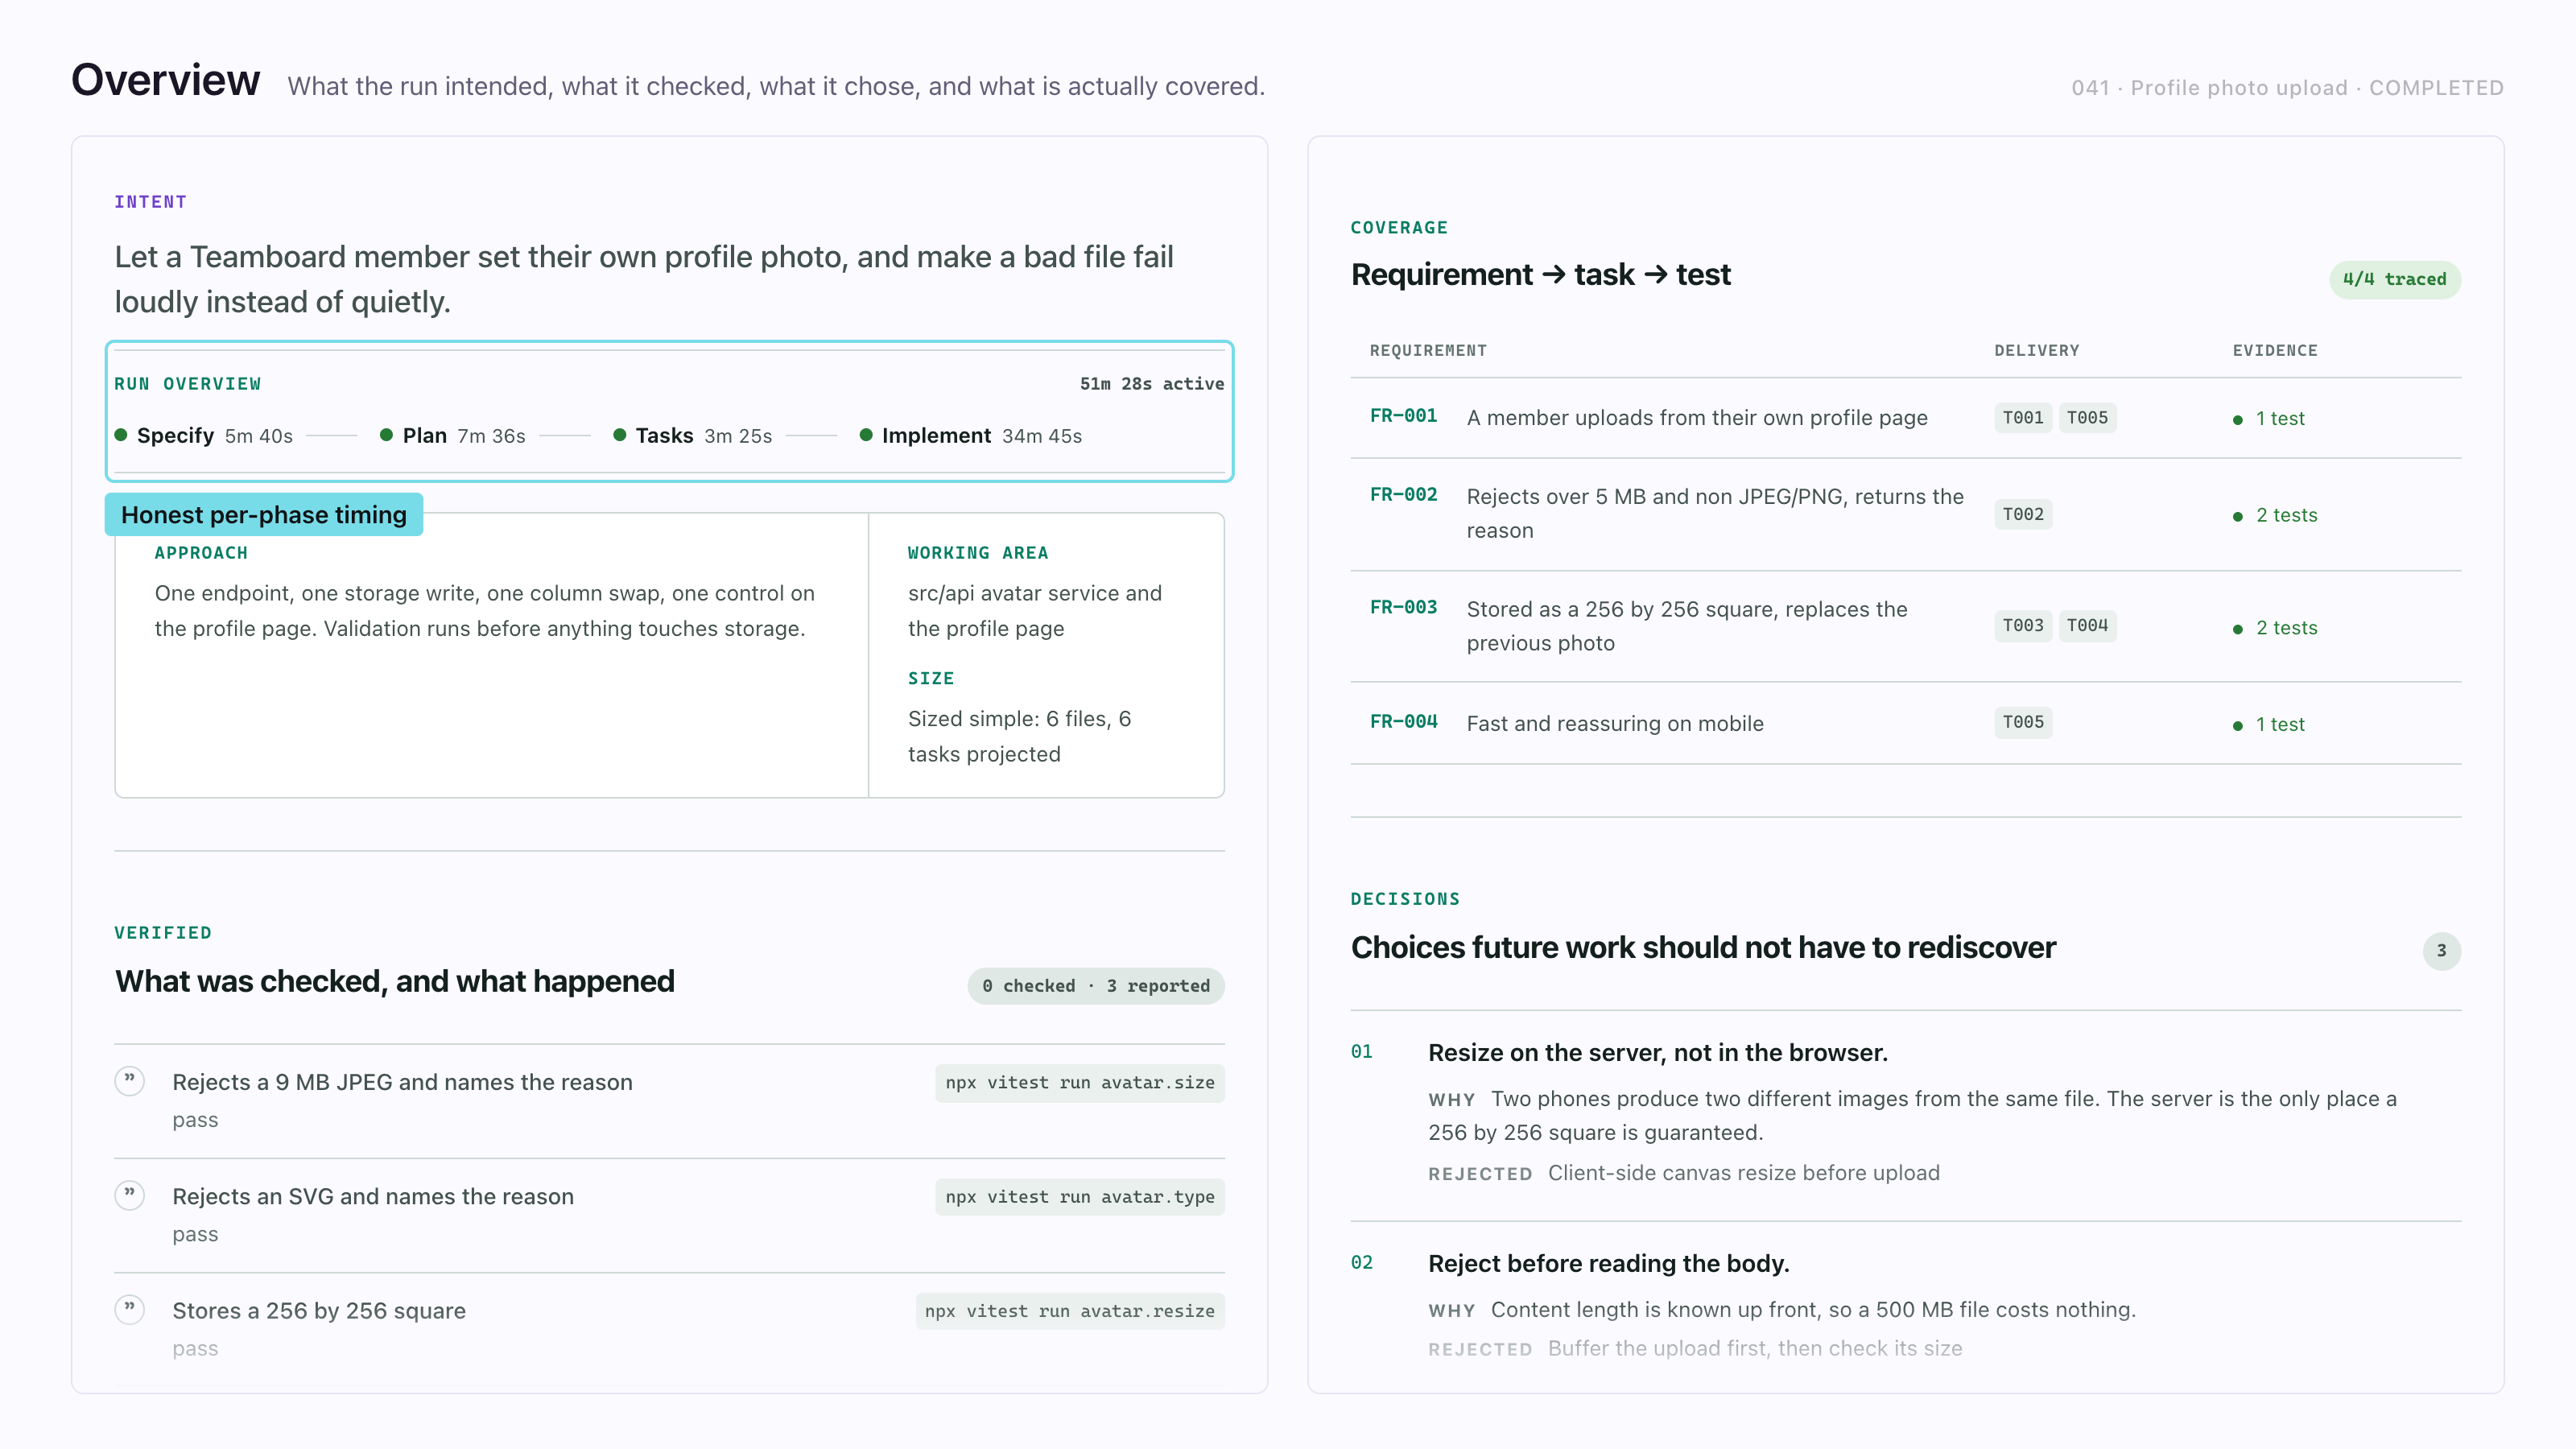 Overview
What the run intended, what it checked, what it chose, and what is actually covered.
041 · Profile photo upload · COMPLETED
INTENT
Let a Teamboard member set their own profile photo, and make a bad file fail
loudly instead of quietly.
RUN OVERVIEW
51m 28s active
Specify 5m 40s
Plan 7m 36s
Tasks 3m 25s
Implement 34m 45s
Honest per-phase timing
APPROACH
One endpoint, one storage write, one column swap, one control on
the profile page. Validation runs before anything touches storage.
WORKING AREA
src/api avatar service and
the profile page
SIZE
Sized simple: 6 files, 6
tasks projected
VERIFIED
What was checked, and what happened
0 checked · 3 reported
” Rejects a 9 MB JPEG and names the reason
npx vitest run avatar.size
pass
” Rejects an SVG and names the reason
npx vitest run avatar.type
pass
” Stores a 256 by 256 square
npx vitest run avatar.resize
pass
COVERAGE
Requirement → task → test
4/4 traced
REQUIREMENT DELIVERY EVIDENCE
FR-001 A member uploads from their own profile page T001 T005 1 test
FR-002 Rejects over 5 MB and non JPEG/PNG, returns the
reason
T002 2 tests
FR-003 Stored as a 256 by 256 square, replaces the
previous photo
T003 T004 2 tests
FR-004 Fast and reassuring on mobile T005 1 test
DECISIONS
Choices future work should not have to rediscover
3
01 Resize on the server, not in the browser.
WHY Two phones produce two different images from the same file. The server is the only place a
256 by 256 square is guaranteed.
REJECTED Client-side canvas resize before upload
02 Reject before reading the body.
WHY Content length is known up front, so a 500 MB file costs nothing.
REJECTED Buffer the upload first, then check its size